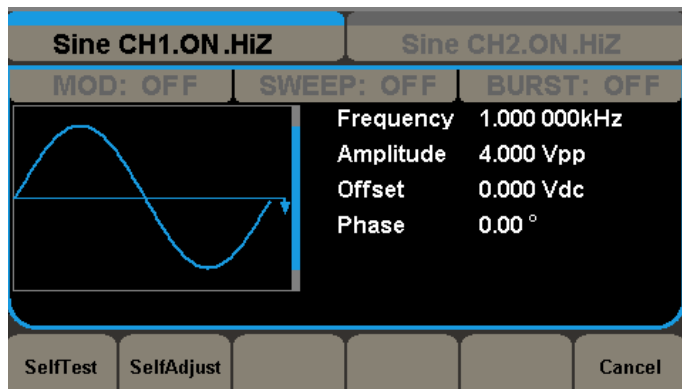 Sine CH1.ON.HiZ Sine CH2.ON.HiZ
MOD: OFF SWEEP: OFF BURST: OFF
Frequency 1.000 000kHz
Amplitude 4.000 Vpp
Offset 0.000 Vdc
Phase 0.00 °
SelfTest SelfAdjust Cancel